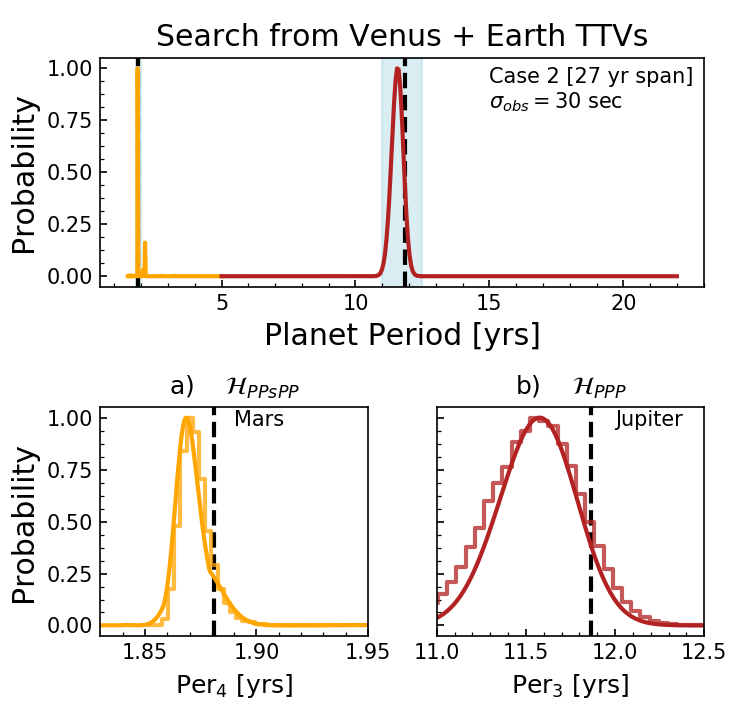 Search from Venus + Earth TTVs
Probability
1.00
0.75
0.50
0.25
0.00
Case 2 [27 yr span]
σ_obs = 30 sec
5 10 15 20
Planet Period [yrs]
a) ℋ_PPsPP
Probability
1.00
0.75
0.50
0.25
0.00
Mars
1.85 1.90 1.95
Per₄ [yrs]
b) ℋ_PPP
Jupiter
11.0 11.5 12.0 12.5
Per₃ [yrs]